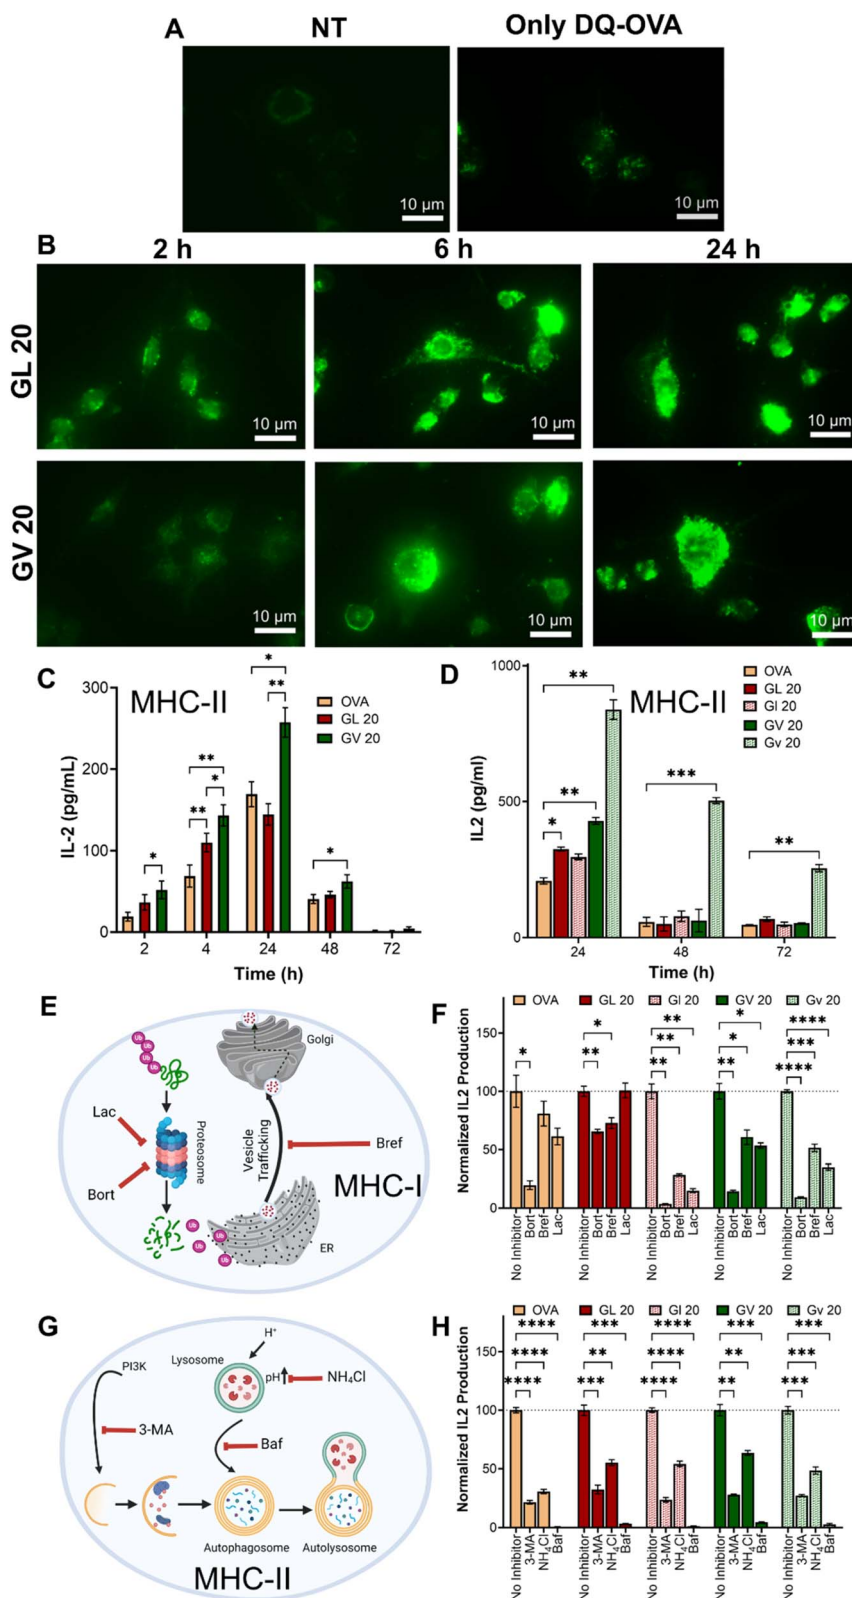 A
NT
Only DQ-OVA
10 µm
10 µm
B
2 h
6 h
24 h
GL 20
10 µm
10 µm
10 µm
GV 20
10 µm
10 µm
10 µm
C
MHC-II
OVA
GL 20
GV 20
IL-2 (pg/mL)
300
200
100
0
* ** ** * ** * ** *
2 4 24 48 72
Time (h)
D
MHC-II
OVA
GL 20
Gl 20
GV 20
Gv 20
IL2 (pg/ml)
1000
500
0
* ** ** *** **
24 48 72
Time (h)
E
Ub
Ub
Ub
Ub
Golgi
Lac
Bort
Proteosome
Vesicle
Trafficking
Bref
MHC-I
Ub
Ub
Ub
Ub
ER
F
OVA GL 20 Gl 20 GV 20 Gv 20
Normalized IL2 Production
150
100
50
0
*
* **
** ** **
* * **
**** *** ****
No Inhibitor Bort Bref Lac
No Inhibitor Bort Bref Lac
No Inhibitor Bort Bref Lac
No Inhibitor Bort Bref Lac
No Inhibitor Bort Bref Lac
G
H⁺
PI3K
Lysosome
pH
NH₄Cl
3-MA
Baf
Autophagosome
Autolysosome
MHC-II
H
OVA GL 20 Gl 20 GV 20 Gv 20
Normalized IL2 Production
150
100
50
0
**** **** ****
*** ** ***
**** **** ****
*** ** **
*** *** ***
No Inhibitor 3-MA NH₄Cl Baf
No Inhibitor 3-MA NH₄Cl Baf
No Inhibitor 3-MA NH₄Cl Baf
No Inhibitor 3-MA NH₄Cl Baf
No Inhibitor 3-MA NH₄Cl Baf